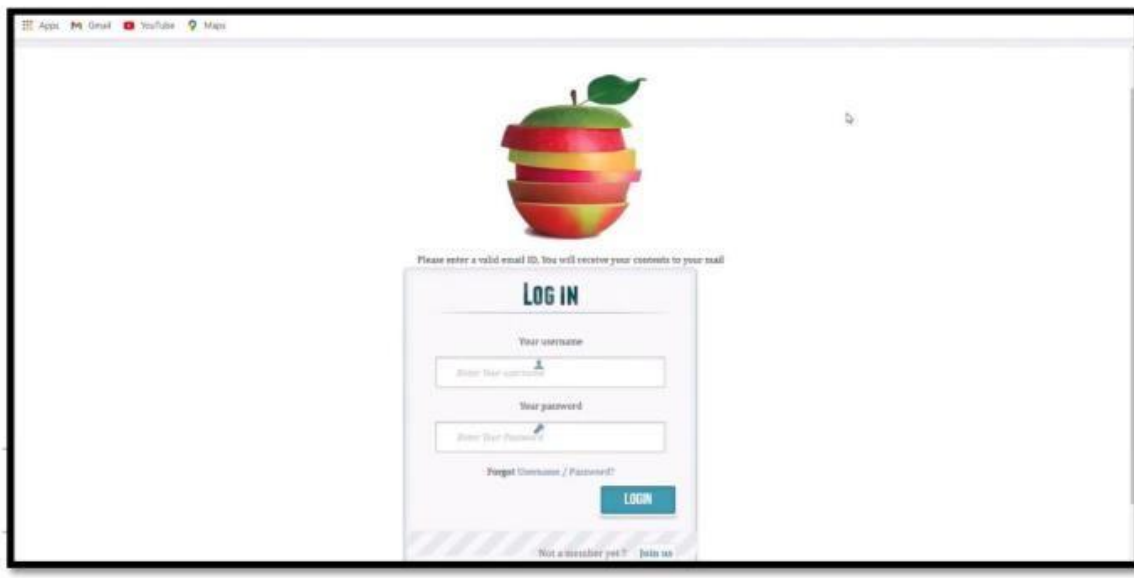 Apps Gmail YouTube Maps
Please enter a valid email ID, You will receive your contents to your mail
LOG IN
Your username
Enter Your username
Your password
Enter Your Password
Forgot Username / Password?
LOGIN
Not a member yet ? Join us